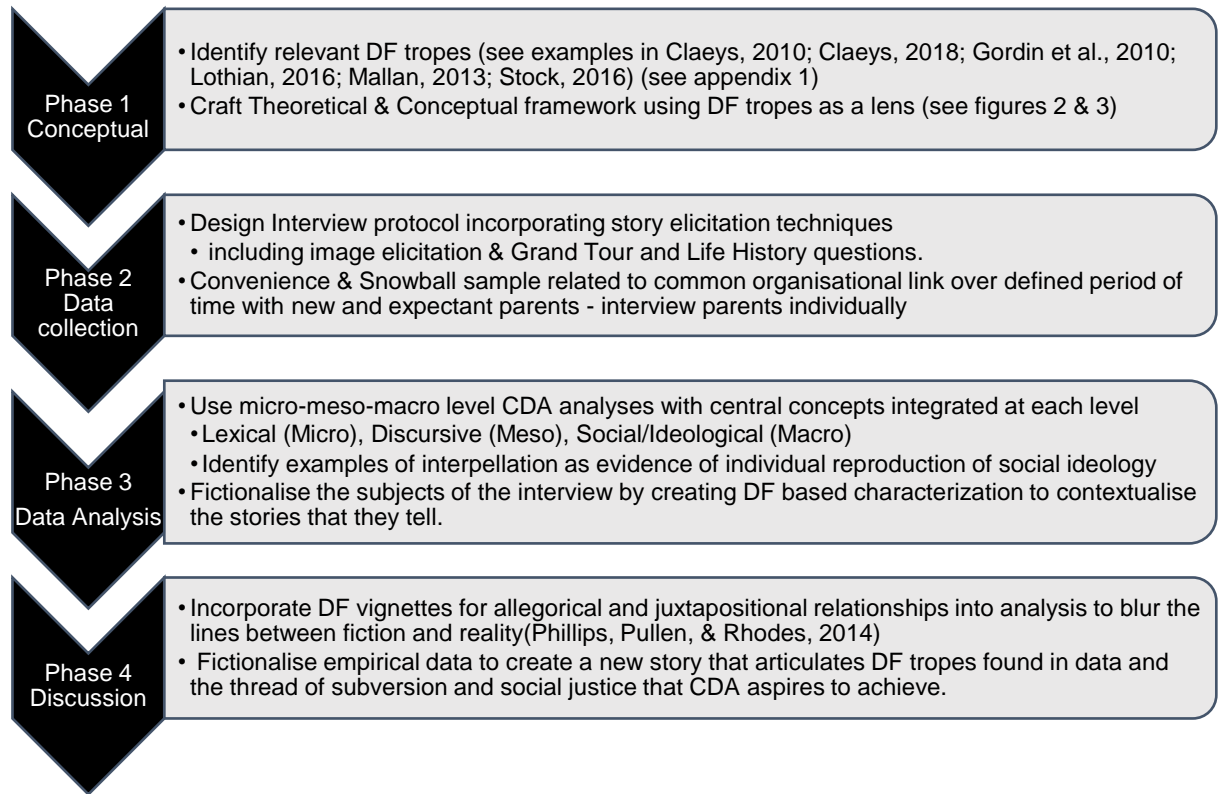 Phase 1
Conceptual
• Identify relevant DF tropes (see examples in Claeys, 2010; Claeys, 2018; Gordin et al., 2010;
Lothian, 2016; Mallan, 2013; Stock, 2016) (see appendix 1)
• Craft Theoretical & Conceptual framework using DF tropes as a lens (see figures 2 & 3)
Phase 2
Data
collection
• Design Interview protocol incorporating story elicitation techniques
• including image elicitation & Grand Tour and Life History questions.
• Convenience & Snowball sample related to common organisational link over defined period of
time with new and expectant parents - interview parents individually
Phase 3
Data Analysis
• Use micro-meso-macro level CDA analyses with central concepts integrated at each level
• Lexical (Micro), Discursive (Meso), Social/Ideological (Macro)
• Identify examples of interpellation as evidence of individual reproduction of social ideology
• Fictionalise the subjects of the interview by creating DF based characterization to contextualise
the stories that they tell.
Phase 4
Discussion
• Incorporate DF vignettes for allegorical and juxtapositional relationships into analysis to blur the
lines between fiction and reality(Phillips, Pullen, & Rhodes, 2014)
• Fictionalise empirical data to create a new story that articulates DF tropes found in data and
the thread of subversion and social justice that CDA aspires to achieve.